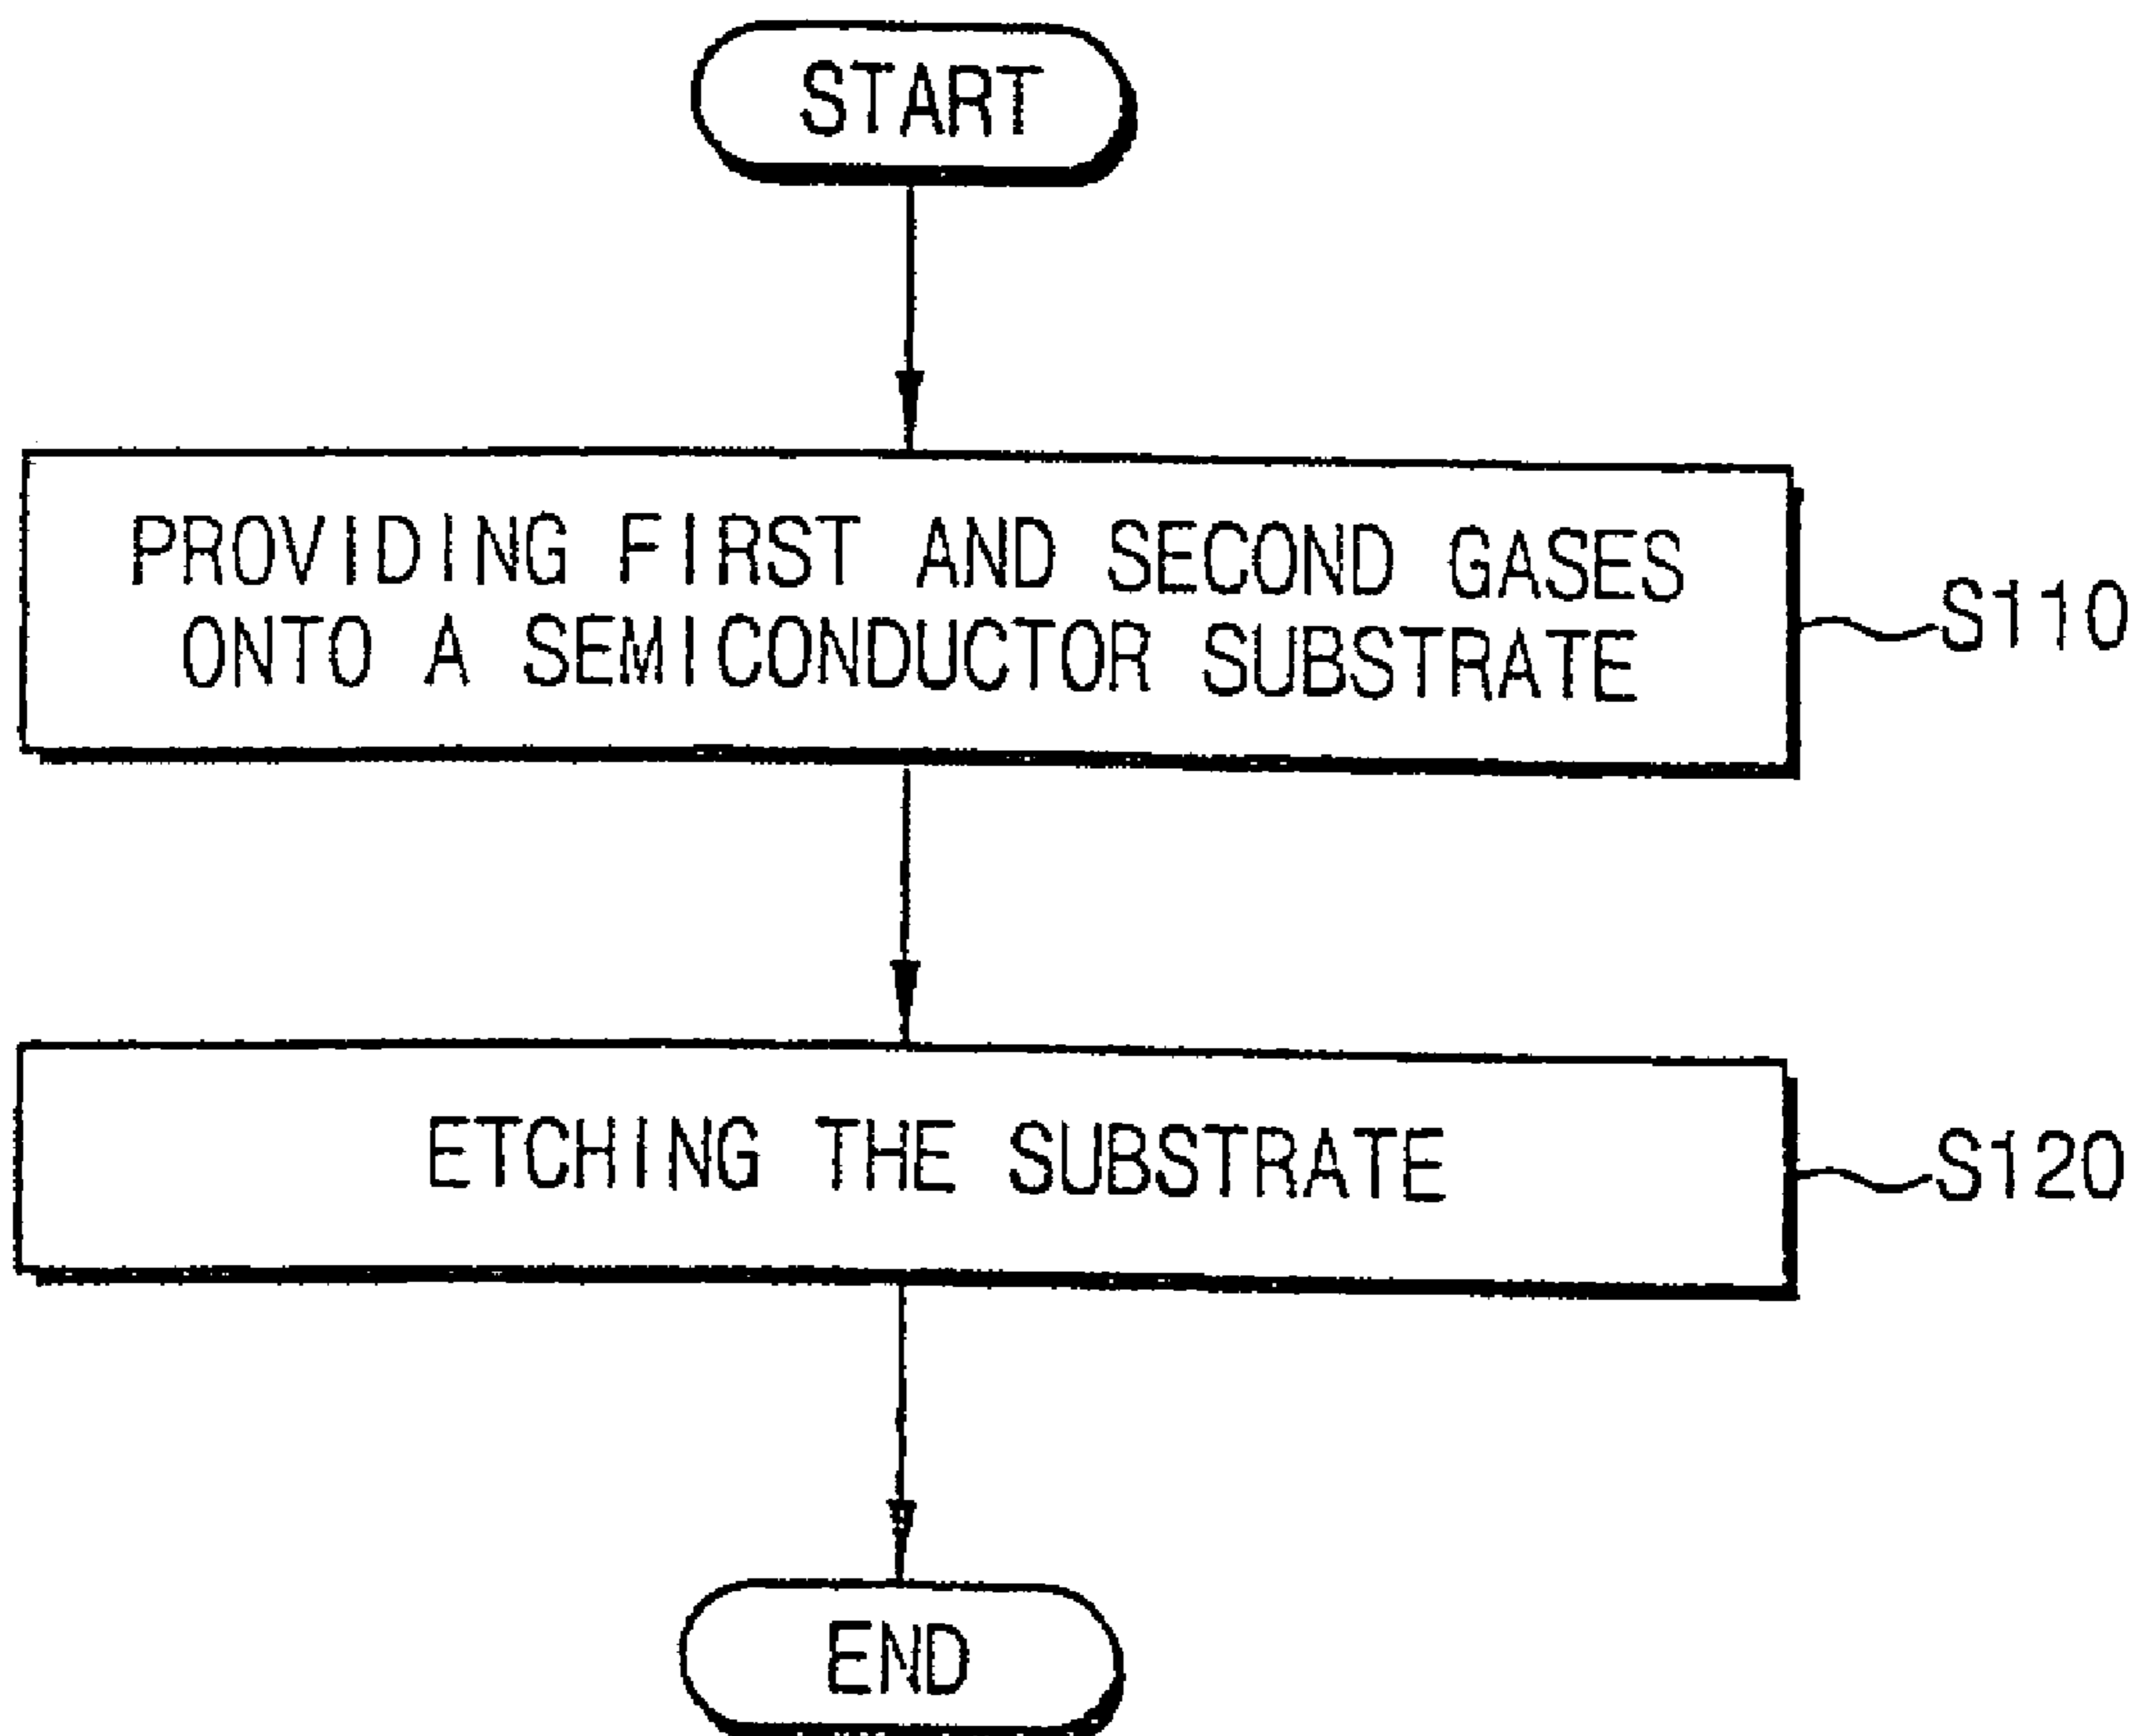 START
PROVIDING FIRST AND SECOND GASES
ONTO A SEMICONDUCTOR SUBSTRATE
S110
ETCHING THE SUBSTRATE
S120
END